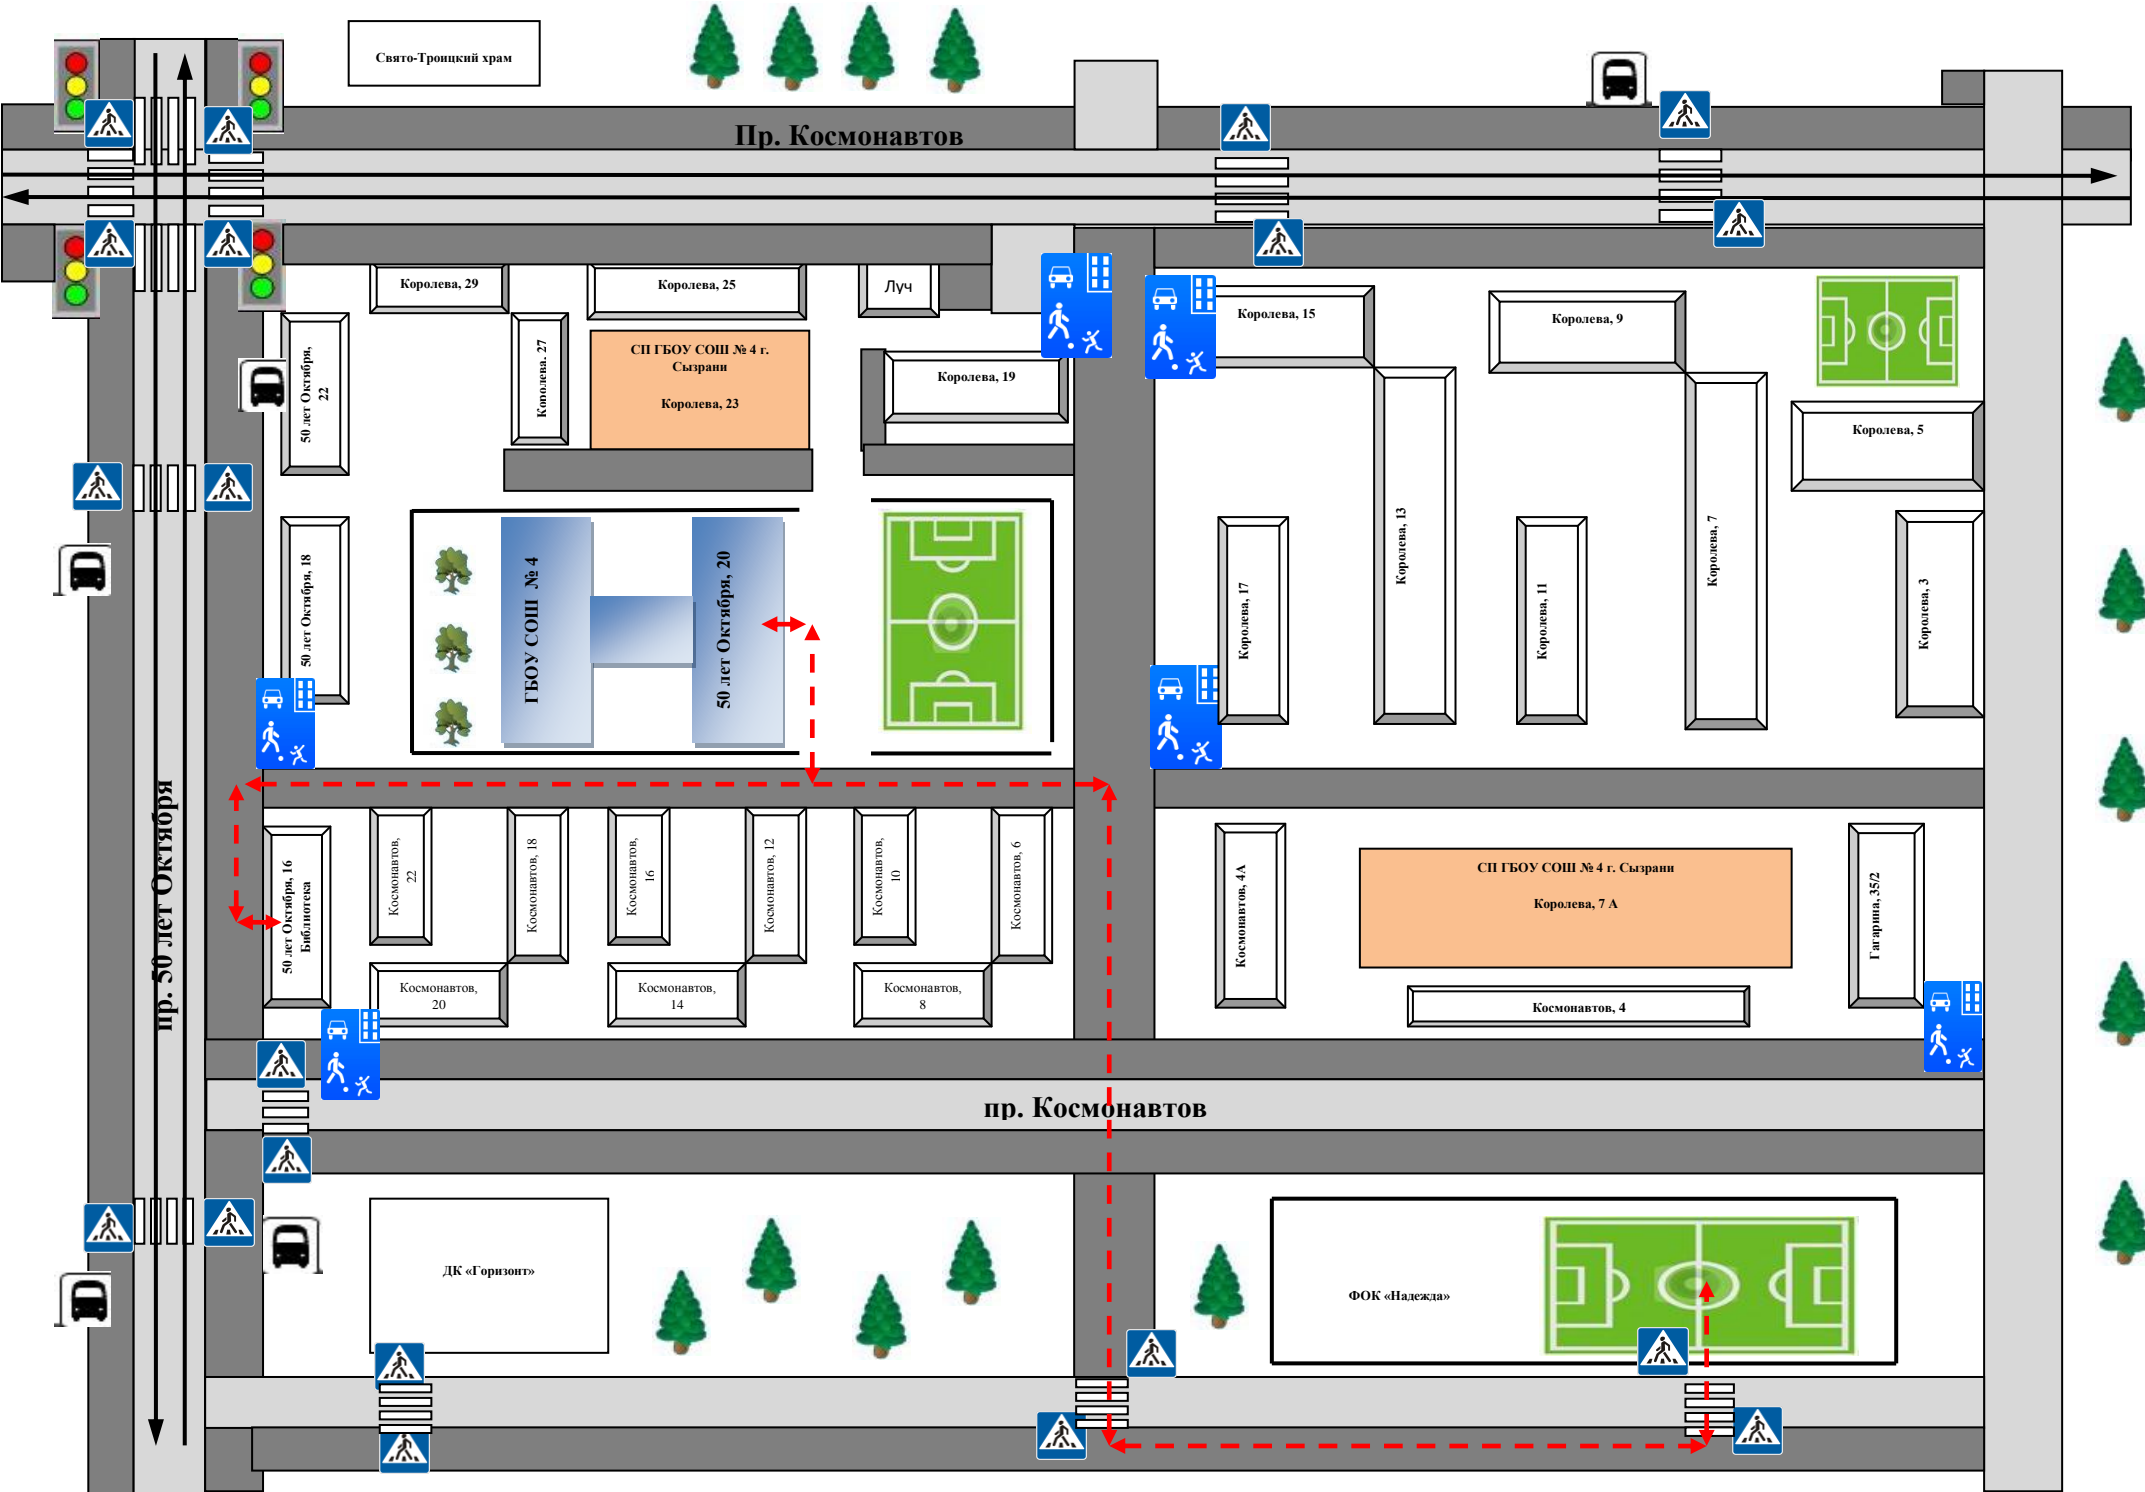 Свято-Троицкий храм
Пр. Космонавтов
Королева, 29
Королева, 25
Луч
Королева, 15
Королева, 9
50 лет Октября,
22
Королева. 27
СП ГБОУ СОШ № 4 г.
Сызрани
Королева, 23
Королева, 19
Королева, 5
50 лет Октября, 18
ГБОУ СОШ № 4
50 лет Октября, 20
Королева, 17
Королева, 13
Королева, 11
Королева, 7
Королева, 3
пр. 50 лет Октября
50 лет Октября, 16
Библиотека
Космонавтов,
22
Космонавтов, 18
Космонавтов,
16
Космонавтов, 12
Космонавтов,
10
Космонавтов, 6
Космонавтов, 4А
СП ГБОУ СОШ № 4 г. Сызрани
Королева, 7 А
Гагарина, 35/2
Космонавтов,
20
Космонавтов,
14
Космонавтов,
8
Космонавтов, 4
пр. Космонавтов
ДК «Горизонт»
ФОК «Надежда»